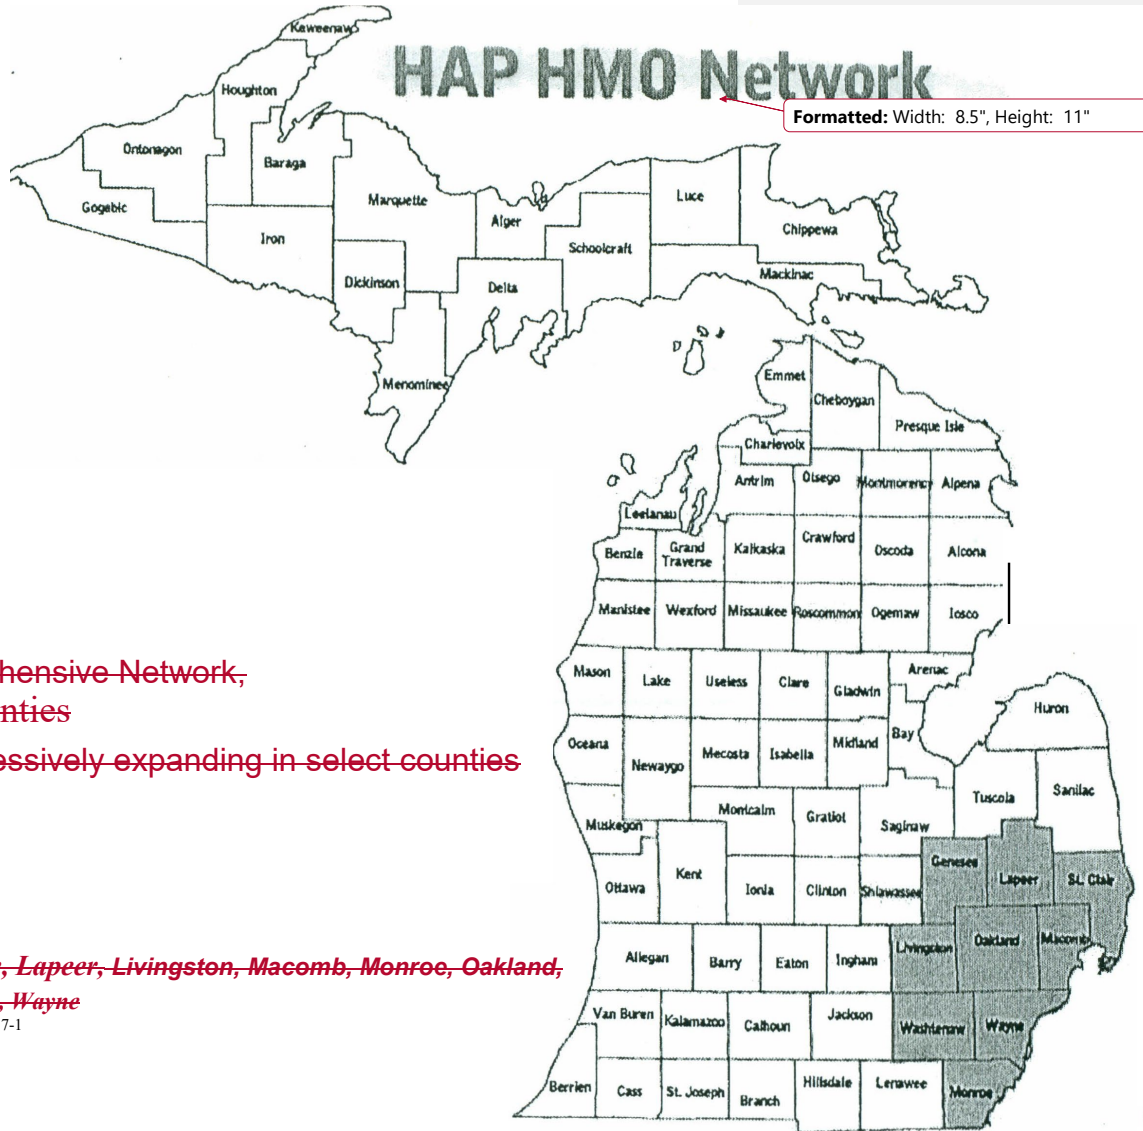 Keweenaw
HAP HMO Network
Houghton
Formatted: Width: 8.5", Height: 11"
Ontonagon
Baraga
Marquette
Luce
Gogebic
Alger
Chippewa
Iron
Schoolcraft
Mackinac
Dickinson
Delta
Emmet
Menominee
Cheboygan
Presque Isle
Charlevoix
Antrim
Otsego
Montmorency
Alpena
Leelanau
Benzie
Grand
Traverse
Kalkaska
Crawford
Oscoda
Alcona
Manistee
Wexford
Missaukee
Roscommon
Ogemaw
Iosco
hensive Network,
nties
essively expanding in select counties
Mason
Lake
Useless
Clare
Gladwin
Arenac
Huron
Oceana
Newaygo
Mecosta
Isabella
Midland
Bay
Tuscola
Sanilac
Muskegon
Montcalm
Gratiot
Saginaw
Genesee
Lapeer
St. Clair
Ottawa
Kent
Ionia
Clinton
Shiawassee
Livingston
Oakland
Macomb
Allegan
Barry
Eaton
Ingham
, Lapeer, Livingston, Macomb, Monroe, Oakland,
, Wayne
7-1
Van Buren
Kalamazoo
Calhoun
Jackson
Washtenaw
Wayne
Berrien
Cass
St. Joseph
Branch
Hillsdale
Lenawee
Monroe